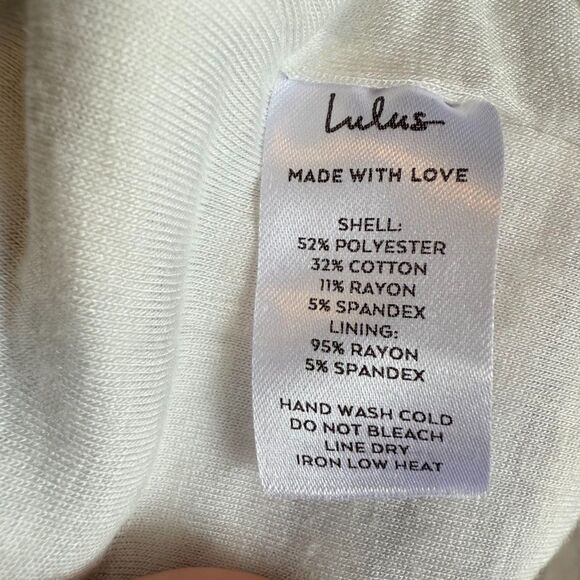 Lulus
MADE WITH LOVE
SHELL:
52% POLYESTER
32% COTTON
11% RAYON
5% SPANDEX
LINING:
95% RAYON
5% SPANDEX
HAND WASH COLD
DO NOT BLEACH
LINE DRY
IRON LOW HEAT